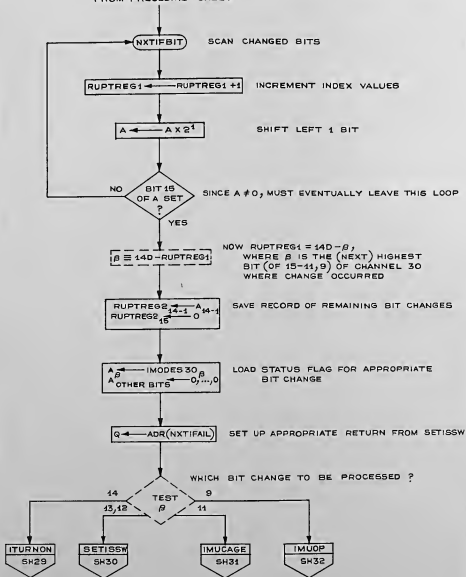 FROM PRECEDING SHEET
NXTIFBIT SCAN CHANGED BITS
RUPTREG1 ← RUPTREG1 +1 INCREMENT INDEX VALUES
A ← A X 2¹ SHIFT LEFT 1 BIT
NO BIT 15 OF A SET ? SINCE A ≠ 0, MUST EVENTUALLY LEAVE THIS LOOP
YES
β ≡ 14D-RUPTREG1 NOW RUPTREG1 = 14D-β,
WHERE β IS THE (NEXT) HIGHEST
BIT (OF 15-11, 9) OF CHANNEL 30
WHERE CHANGE OCCURRED
RUPTREG2 14-1 ← A 14-1 SAVE RECORD OF REMAINING BIT CHANGES
RUPTREG2 15 ← 0
A β ← IMODES30 β LOAD STATUS FLAG FOR APPROPRIATE
A OTHER BITS ← 0,...,0 BIT CHANGE
Q ← ADR(NXTIFAIL) SET UP APPROPRIATE RETURN FROM SETISSW
WHICH BIT CHANGE TO BE PROCESSED ?
14 TEST 9
13,12 β 11
ITURNON SETISSW IMUCAGE IMUOP
SH29 SH30 SH31 SH32